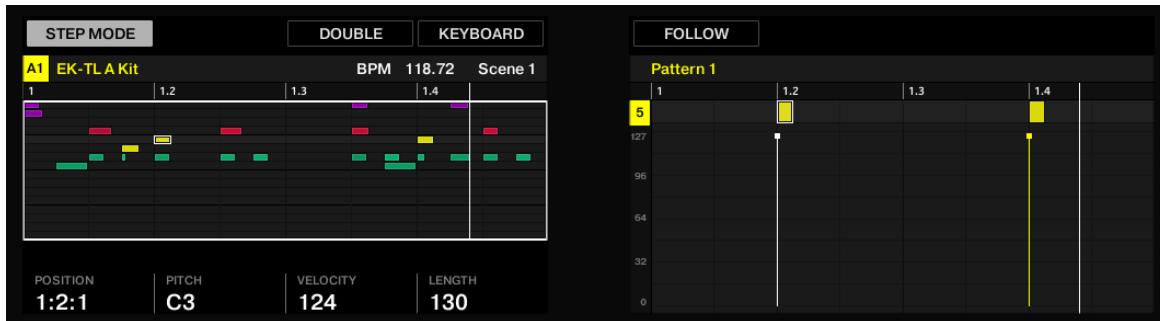 STEP MODE DOUBLE KEYBOARD
A1 EK-TL A Kit BPM 118.72 Scene 1
1 1.2 1.3 1.4
POSITION PITCH VELOCITY LENGTH
1:2:1 C3 124 130
FOLLOW
Pattern 1
1 1.2 1.3 1.4
5
127
96
64
32
0